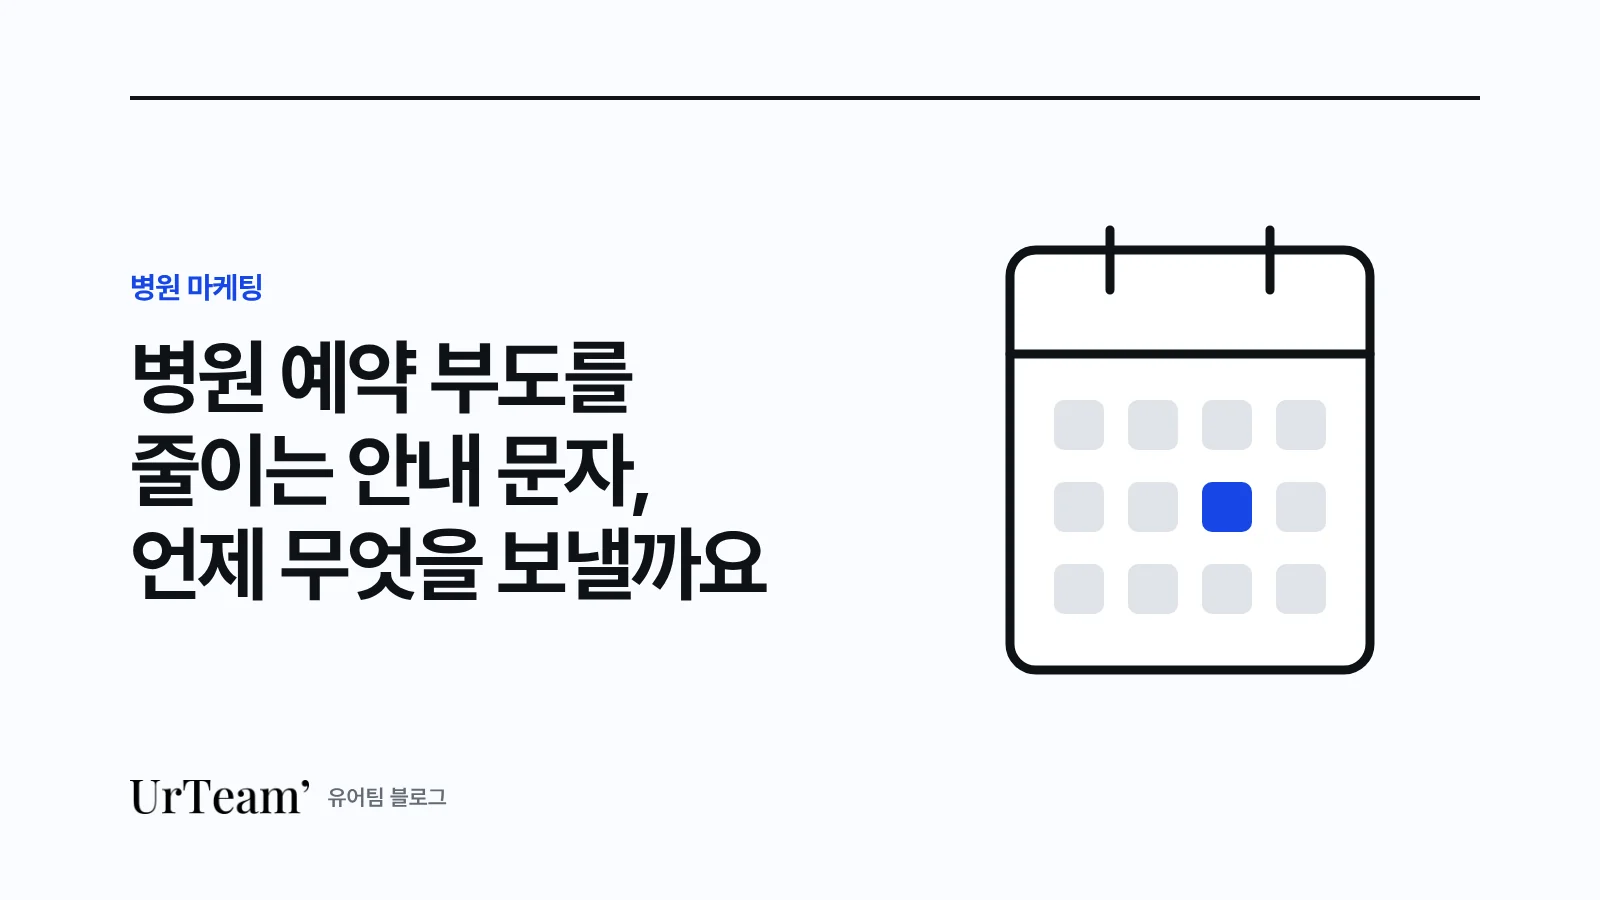 병원 마케팅
병원 예약 부도를
줄이는 안내 문자,
언제 무엇을 보낼까요
UrTeam’ 유어팀 블로그